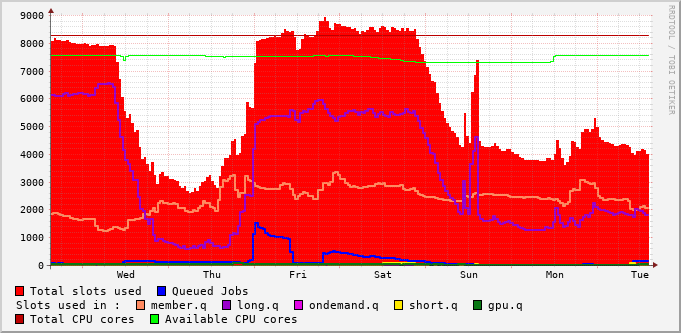 9000
8000
7000
6000
5000
4000
3000
2000
1000
0
Wed Thu Fri Sat Sun Mon Tue
RRDTOOL / TOBI OETIKER
Total slots used Queued Jobs
Slots used in : member.q long.q ondemand.q short.q gpu.q
Total CPU cores Available CPU cores